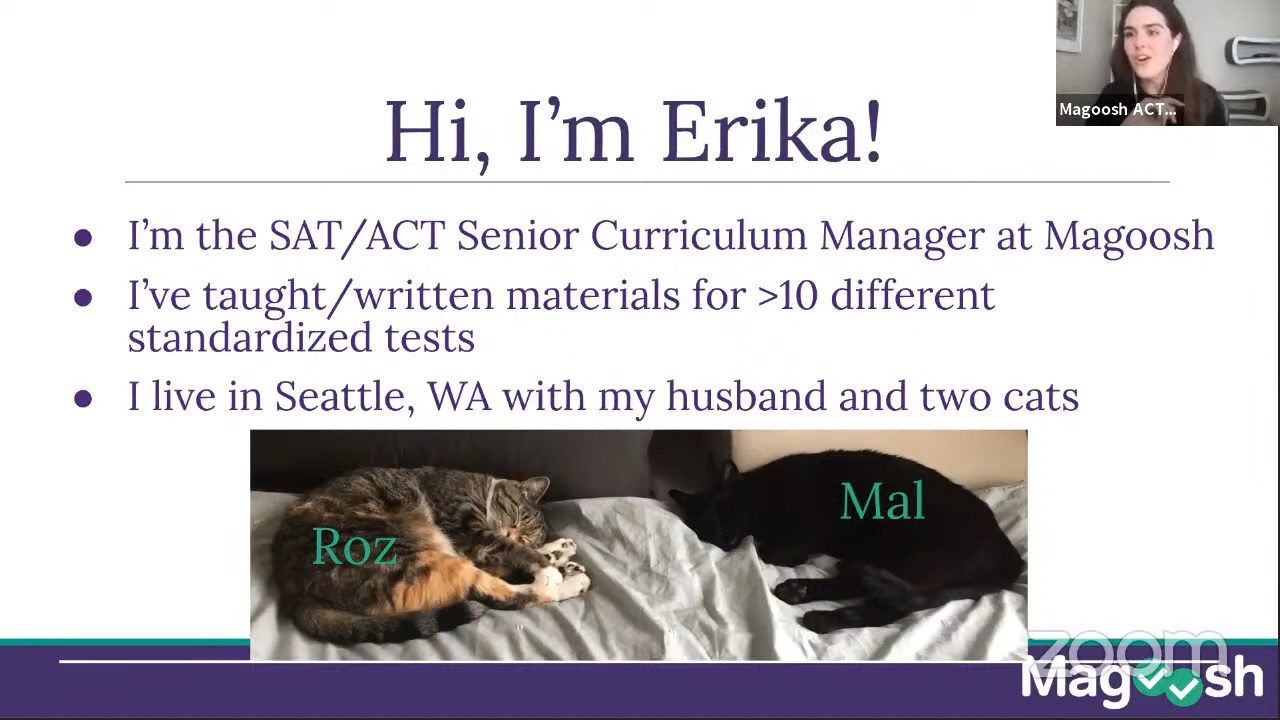 Magoosh ACT...
Hi, I'm Erika!
● I'm the SAT/ACT Senior Curriculum Manager at Magoosh
● I've taught/written materials for >10 different
standardized tests
● I live in Seattle, WA with my husband and two cats
Roz
Mal
zoom
Magoosh